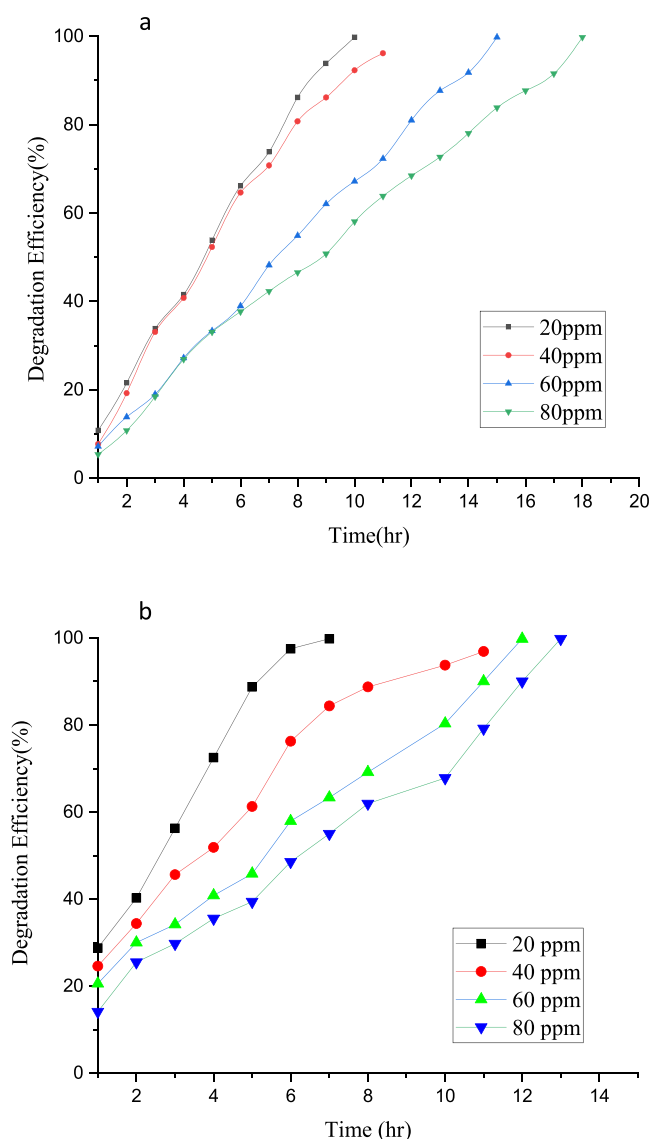 a
100
80
60
40
20
0
Degradation Efficiency(%)
20ppm
40ppm
60ppm
80ppm
2 4 6 8 10 12 14 16 18 20
Time(hr)
b
100
80
60
40
20
0
Degradation Efficiency(%)
20 ppm
40 ppm
60 ppm
80 ppm
2 4 6 8 10 12 14
Time (hr)